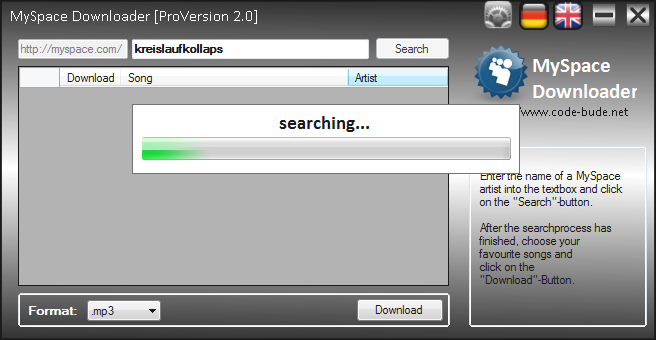 MySpace Downloader [ProVersion 2.0]
http://myspace.com/ kreislaufkollaps Search
Download Song Artist
MySpace
Downloader
/www.code-bude.net
searching...
Enter the name of a MySpace
artist into the textbox and click
on the "Search"-button.
After the searchprocess has
finished, choose your
favourite songs and
click on the
"Download"-Button.
Format: .mp3 Download